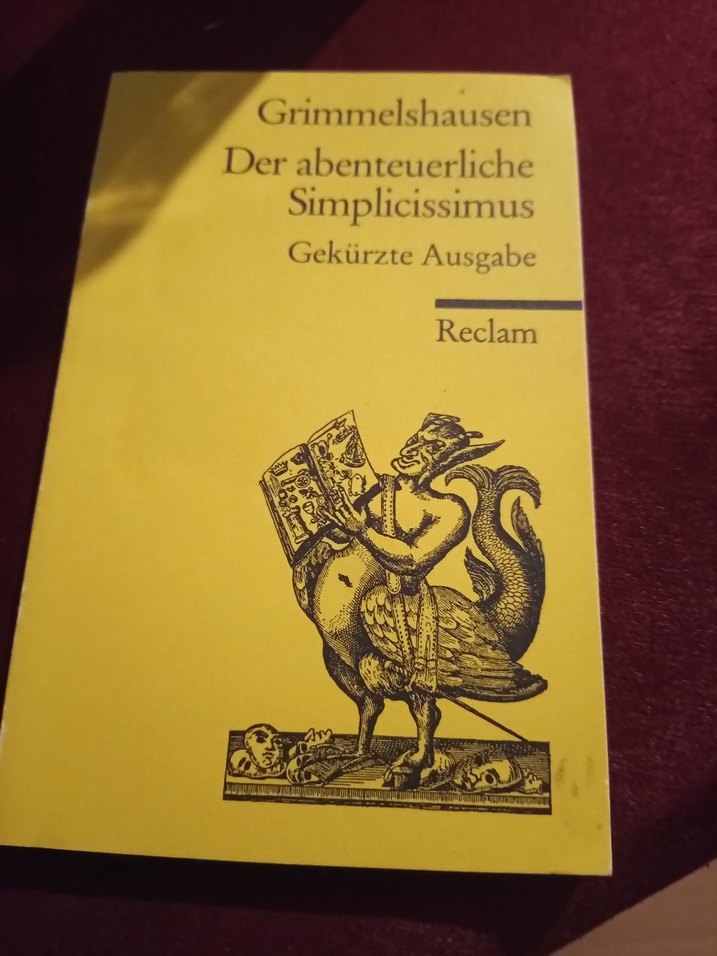 Grimmelshausen
Der abenteuerliche
Simplicissimus
Gekürzte Ausgabe
Reclam